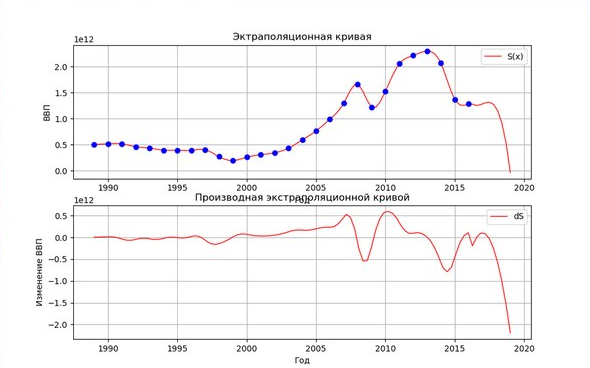 Эктраполяционная кривая
1e12
S(x)
2.0
1.5
1.0
0.5
0.0
ВВП
1990 1995 2000 2005 2010 2015 2020
Производная экстраполяционной кривой
1e12
dS
0.5
0.0
−0.5
−1.0
−1.5
−2.0
Изменение ВВП
1990 1995 2000 2005 2010 2015 2020
Год